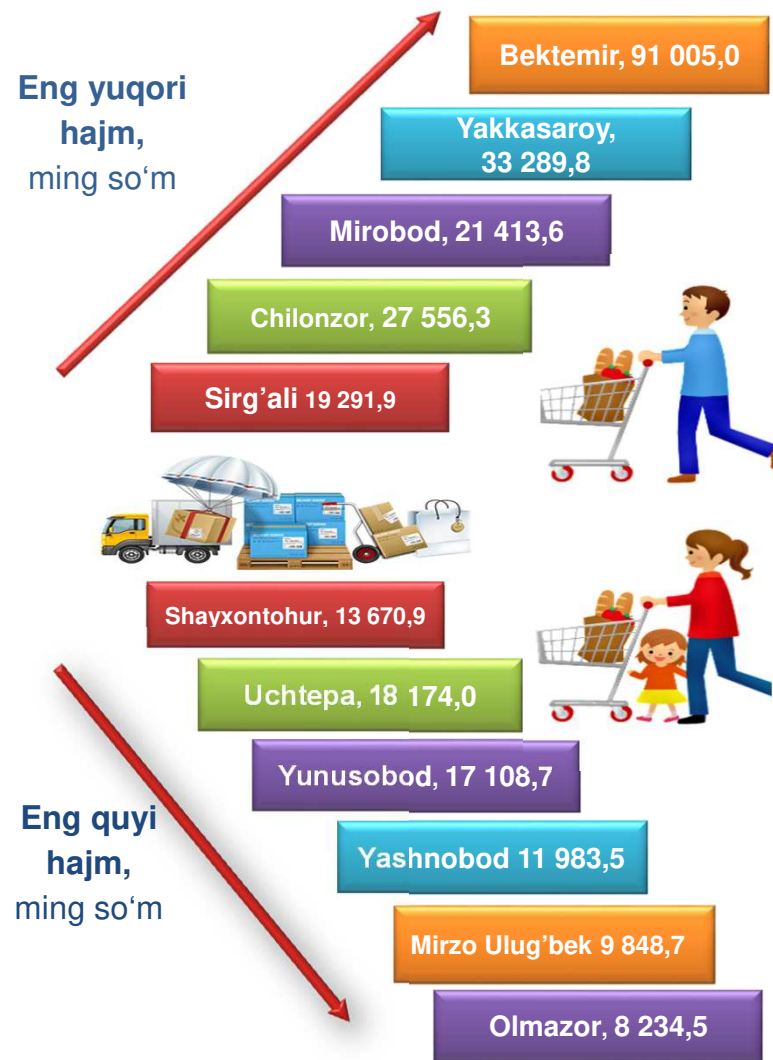 Eng yuqori
hajm,
ming so‘m
Bektemir, 91 005,0
Yakkasaroy,
33 289,8
Mirobod, 21 413,6
Chilonzor, 27 556,3
Sirg’ali 19 291,9
Shayxontohur, 13 670,9
Uchtepa, 18 174,0
Yunusobod, 17 108,7
Yashnobod 11 983,5
Mirzo Ulug’bek 9 848,7
Olmazor, 8 234,5
Eng quyi
hajm,
ming so‘m